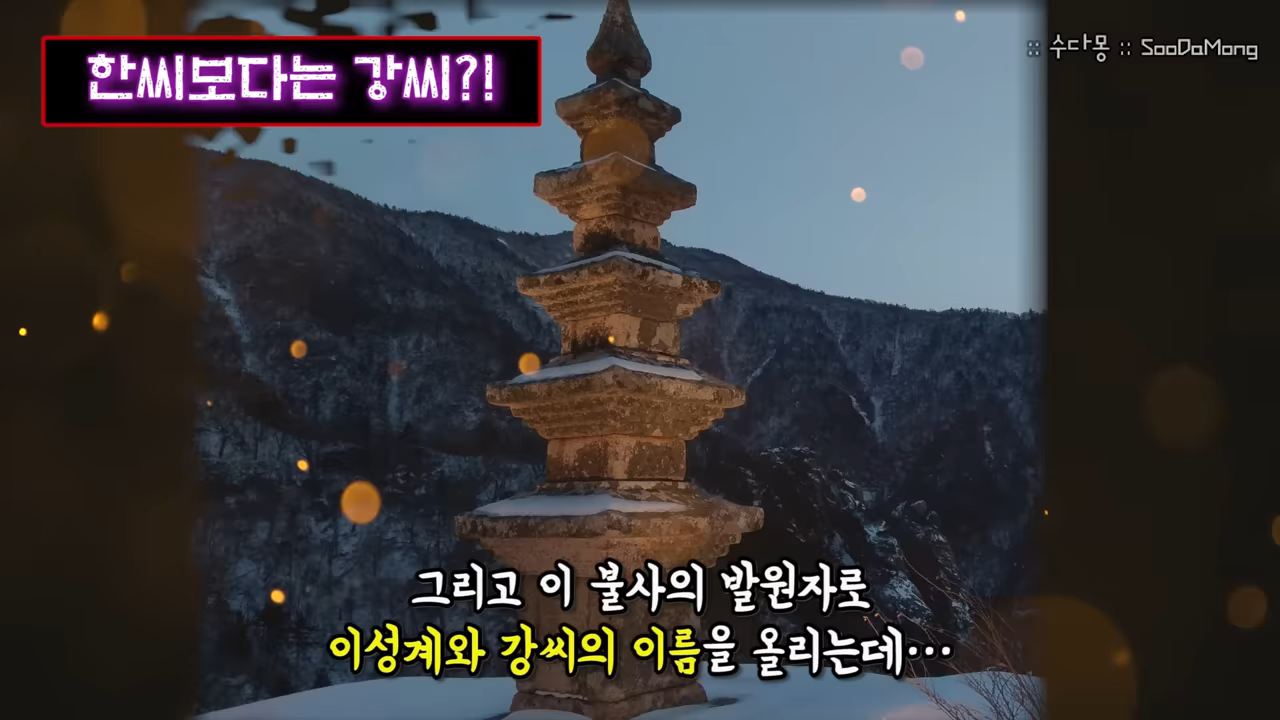 한씨보다는 강씨?!
:: 수다몽 :: SooDaMong
그리고 이 불사의 발원자로
이성계와 강씨의 이름을 올리는데…